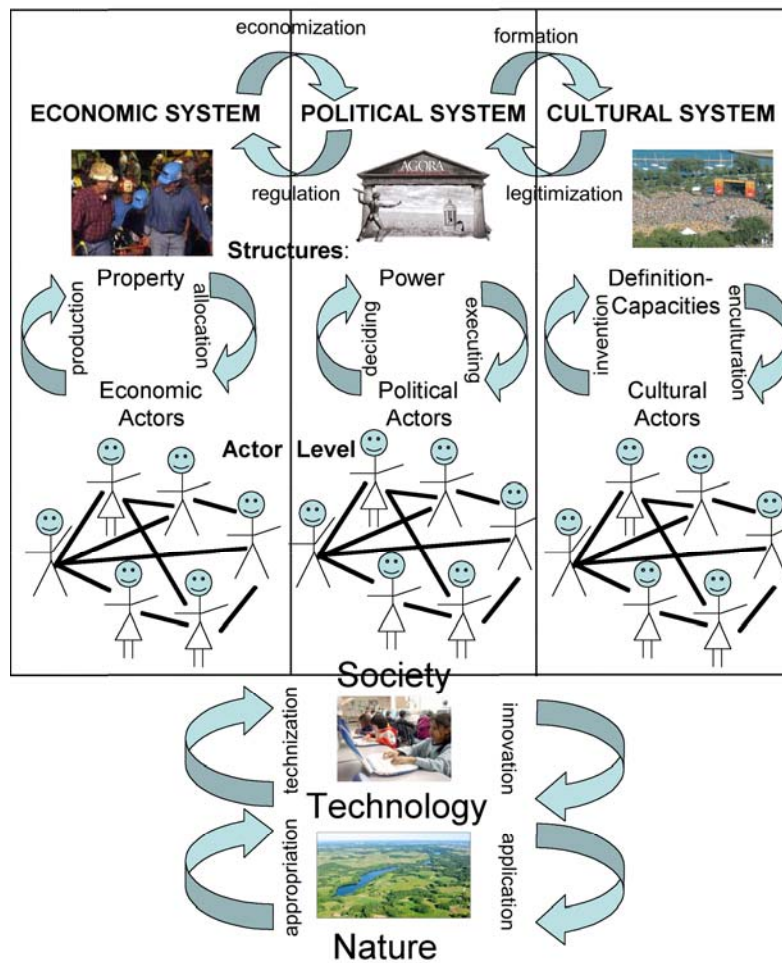 economization
formation
ECONOMIC SYSTEM
POLITICAL SYSTEM
CULTURAL SYSTEM
AGORA
regulation
legitimization
Structures:
Property
Power
Definition-
Capacities
production
allocation
deciding
executing
invention
enculturation
Economic
Actors
Political
Actors
Cultural
Actors
Actor Level
Society
technization
innovation
Technology
appropriation
application
Nature